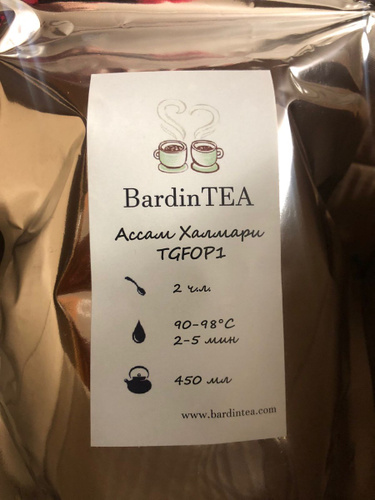 BardinTEA
Ассам Халмари
TGFOP1
2 ч.л.
90-98°C
2-5 мин
450 мл
www.bardintea.com